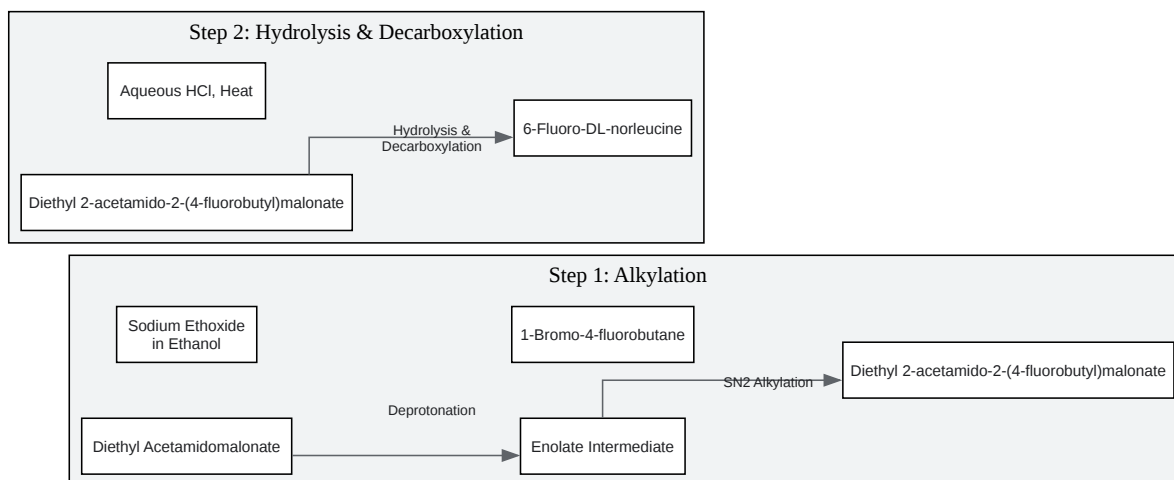 Step 2: Hydrolysis & Decarboxylation
Aqueous HCl, Heat
Hydrolysis &
Decarboxylation
6-Fluoro-DL-norleucine
Diethyl 2-acetamido-2-(4-fluorobutyl)malonate
Step 1: Alkylation
Sodium Ethoxide
in Ethanol
1-Bromo-4-fluorobutane
Diethyl 2-acetamido-2-(4-fluorobutyl)malonate
SN2 Alkylation
Deprotonation
Diethyl Acetamidomalonate
Enolate Intermediate